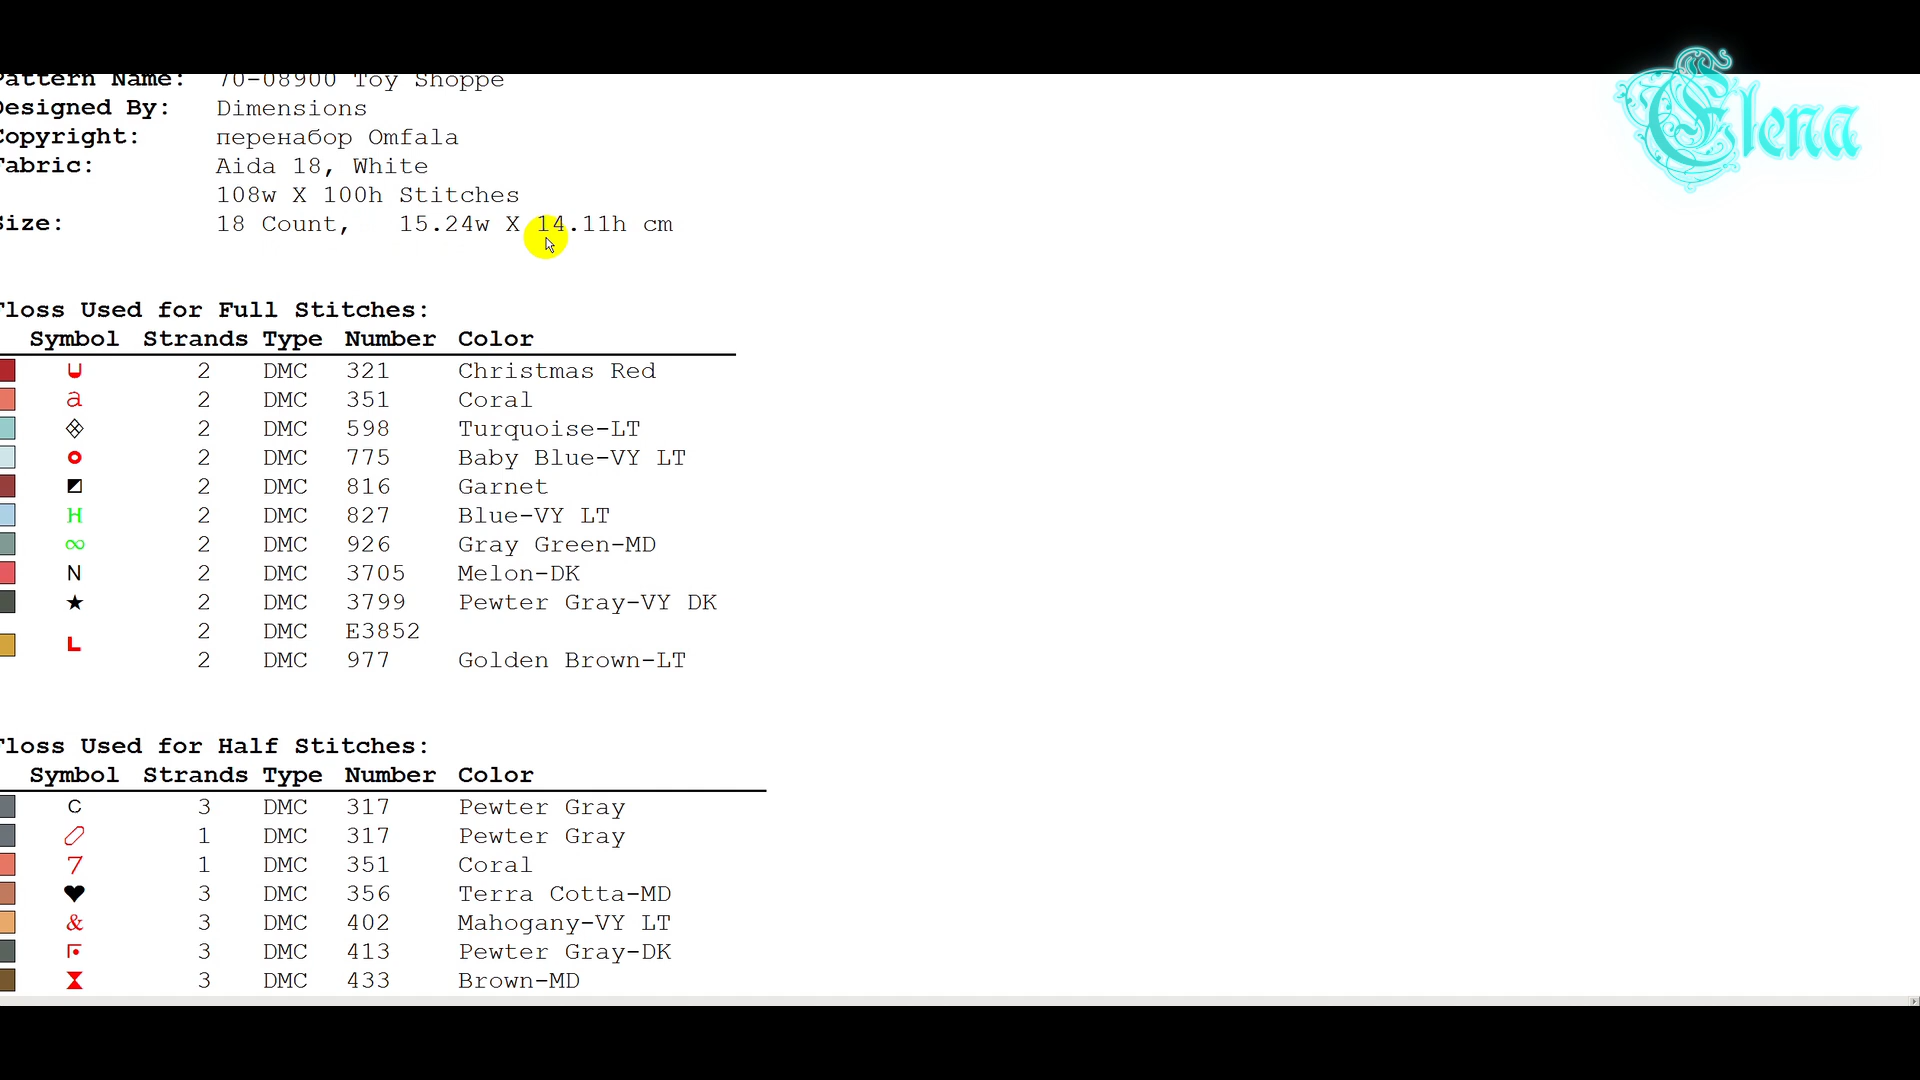 Pattern Name: 70-08900 Toy Shoppe
Designed By: Dimensions
Copyright: перенабор Omfala
Fabric: Aida 18, White
108w X 100h Stitches
Size: 18 Count, 15.24w X 14.11h cm
Floss Used for Full Stitches:
Symbol Strands Type Number Color
2 DMC 321 Christmas Red
a 2 DMC 351 Coral
2 DMC 598 Turquoise-LT
2 DMC 775 Baby Blue-VY LT
2 DMC 816 Garnet
H 2 DMC 827 Blue-VY LT
∞ 2 DMC 926 Gray Green-MD
N 2 DMC 3705 Melon-DK
★ 2 DMC 3799 Pewter Gray-VY DK
2 DMC E3852
L
2 DMC 977 Golden Brown-LT
Floss Used for Half Stitches:
Symbol Strands Type Number Color
C 3 DMC 317 Pewter Gray
1 DMC 317 Pewter Gray
7 1 DMC 351 Coral
♥ 3 DMC 356 Terra Cotta-MD
& 3 DMC 402 Mahogany-VY LT
3 DMC 413 Pewter Gray-DK
3 DMC 433 Brown-MD
Elena